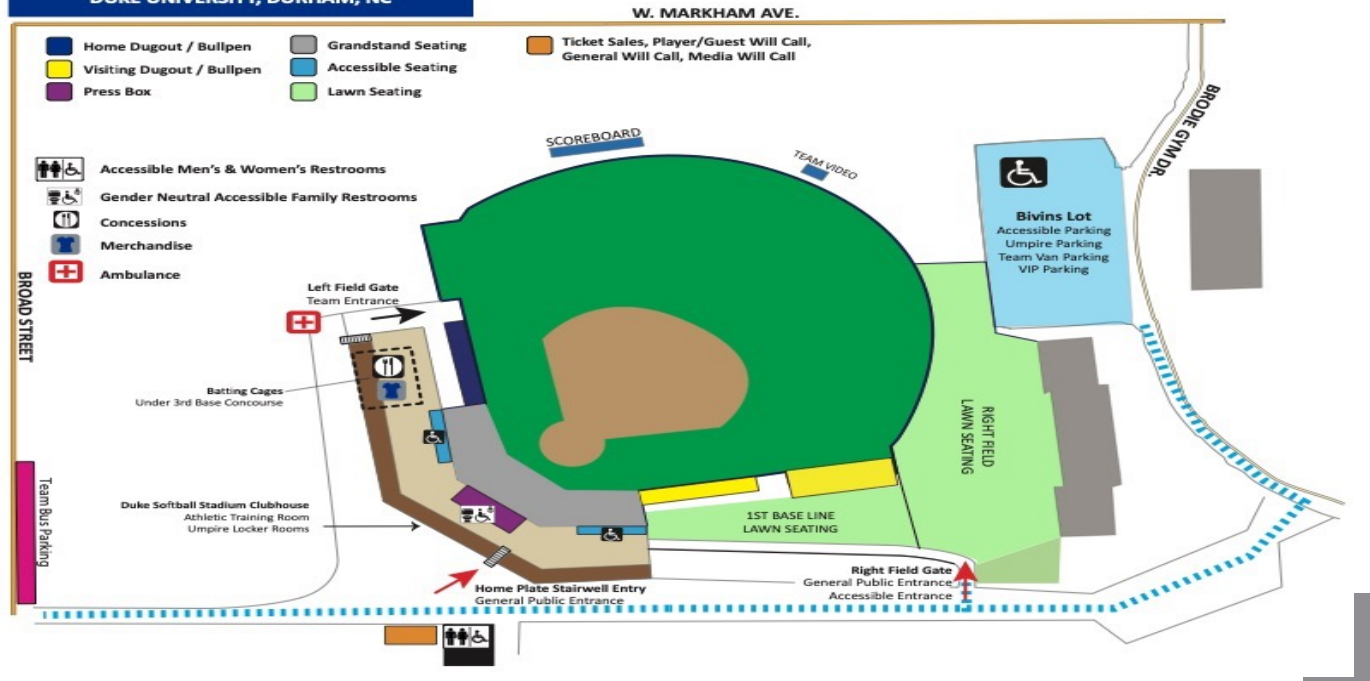 DUKE UNIVERSITY, DURHAM, NC
W. MARKHAM AVE.
Home Dugout / Bullpen
Visiting Dugout / Bullpen
Press Box
Grandstand Seating
Accessible Seating
Lawn Seating
Ticket Sales, Player/Guest Will Call,
General Will Call, Media Will Call
BRODIE GYM DR.
SCOREBOARD
TEAM VIDEO
Accessible Men's & Women's Restrooms
Gender Neutral Accessible Family Restrooms
Concessions
Merchandise
Ambulance
Bivins Lot
Accessible Parking
Umpire Parking
Team Van Parking
VIP Parking
BROAD STREET
Left Field Gate
Team Entrance
Batting Cages
Under 3rd Base Concourse
RIGHT FIELD
LAWN SEATING
Team Bus Parking
Duke Softball Stadium Clubhouse
Athletic Training Room
Umpire Locker Rooms
1ST BASE LINE
LAWN SEATING
Home Plate Stairwell Entry
General Public Entrance
Right Field Gate
General Public Entrance
Accessible Entrance